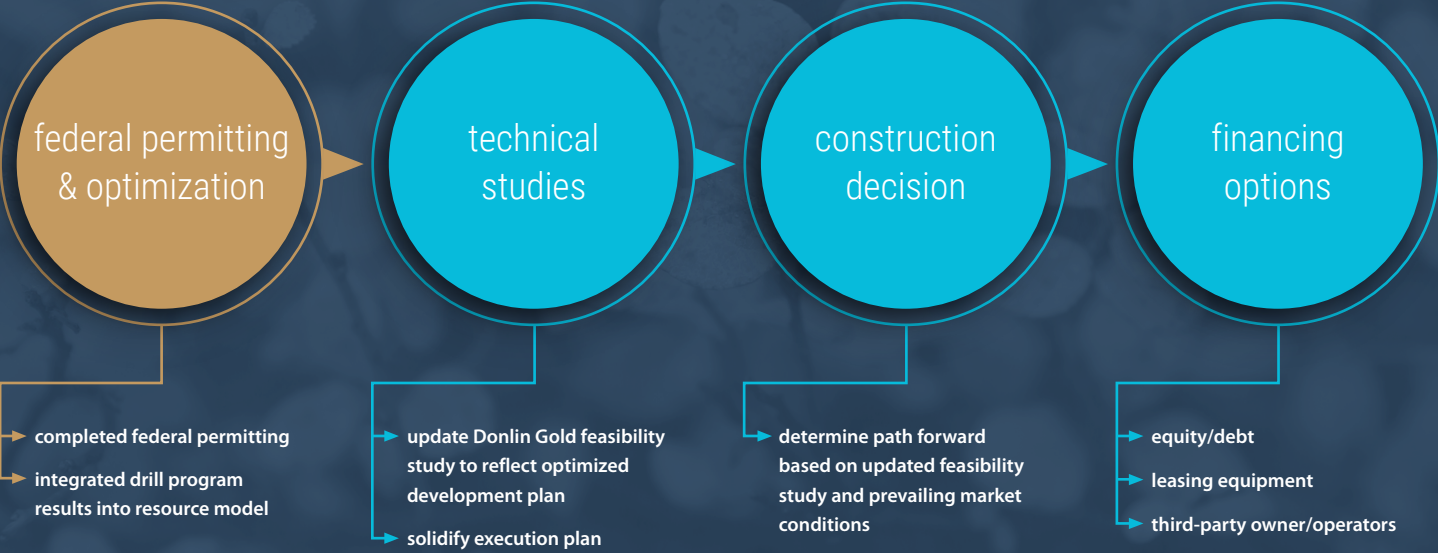 federal permitting
& optimization
technical
studies
construction
decision
financing
options
completed federal permitting
integrated drill program
results into resource model
update Donlin Gold feasibility
study to reflect optimized
development plan
solidify execution plan
determine path forward
based on updated feasibility
study and prevailing market
conditions
equity/debt
leasing equipment
third-party owner/operators